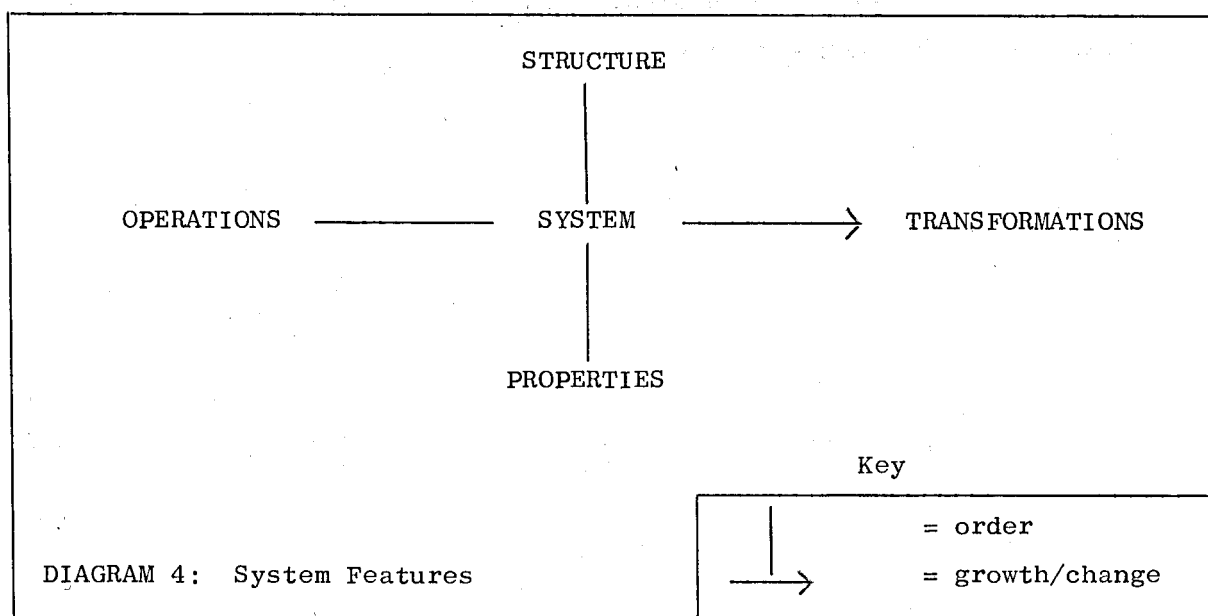 STRUCTURE
OPERATIONS SYSTEM TRANSFORMATIONS
PROPERTIES
Key
= order
DIAGRAM 4: System Features = growth/change